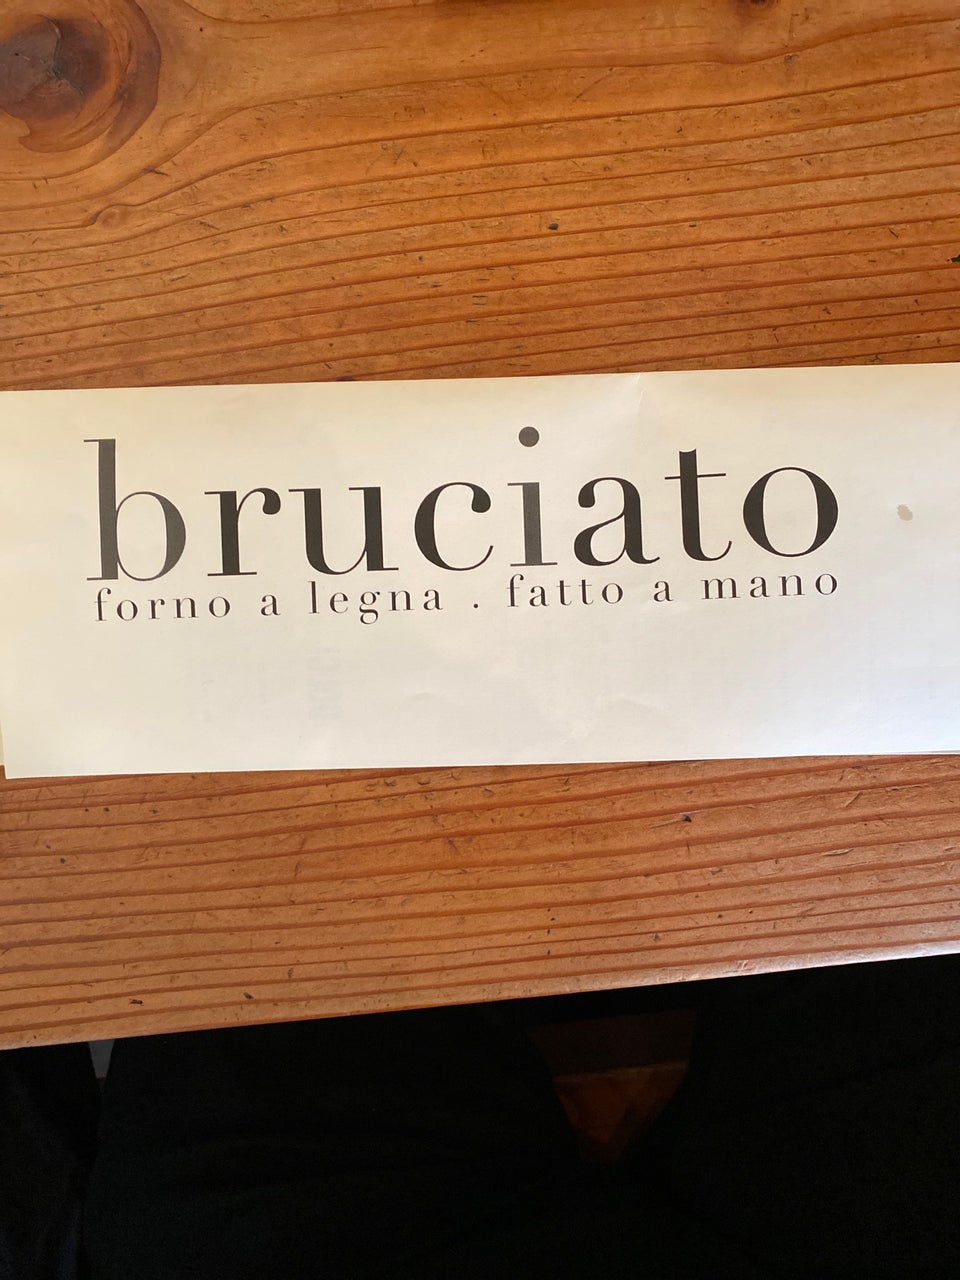 bruciato
forno a legna . fatto a mano